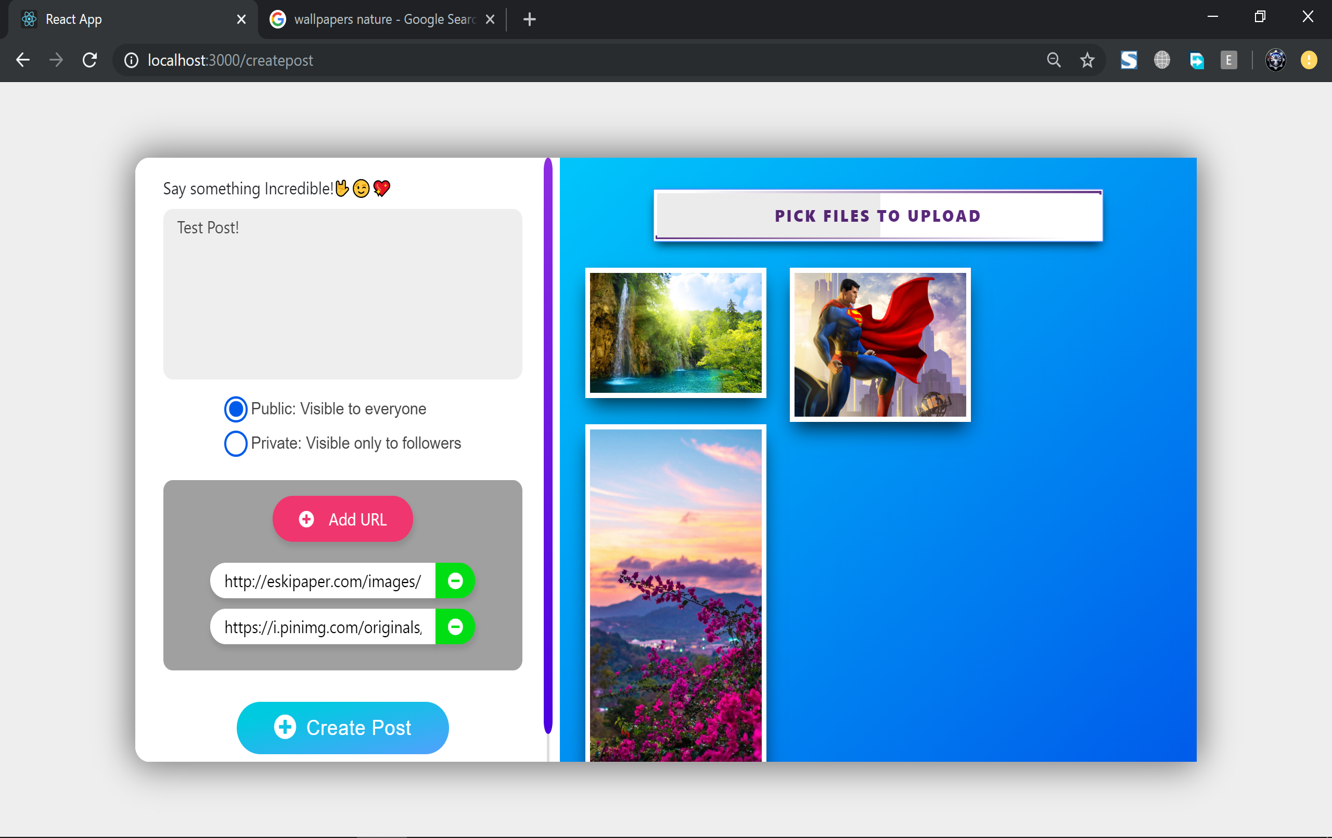 React App
wallpapers nature - Google Sear
localhost:3000/createpost
E
Say something Incredible!🤘😉💖
Test Post!
Public: Visible to everyone
Private: Visible only to followers
Add URL
http://eskipaper.com/images/
https://i.pinimg.com/originals,
Create Post
PICK FILES TO UPLOAD